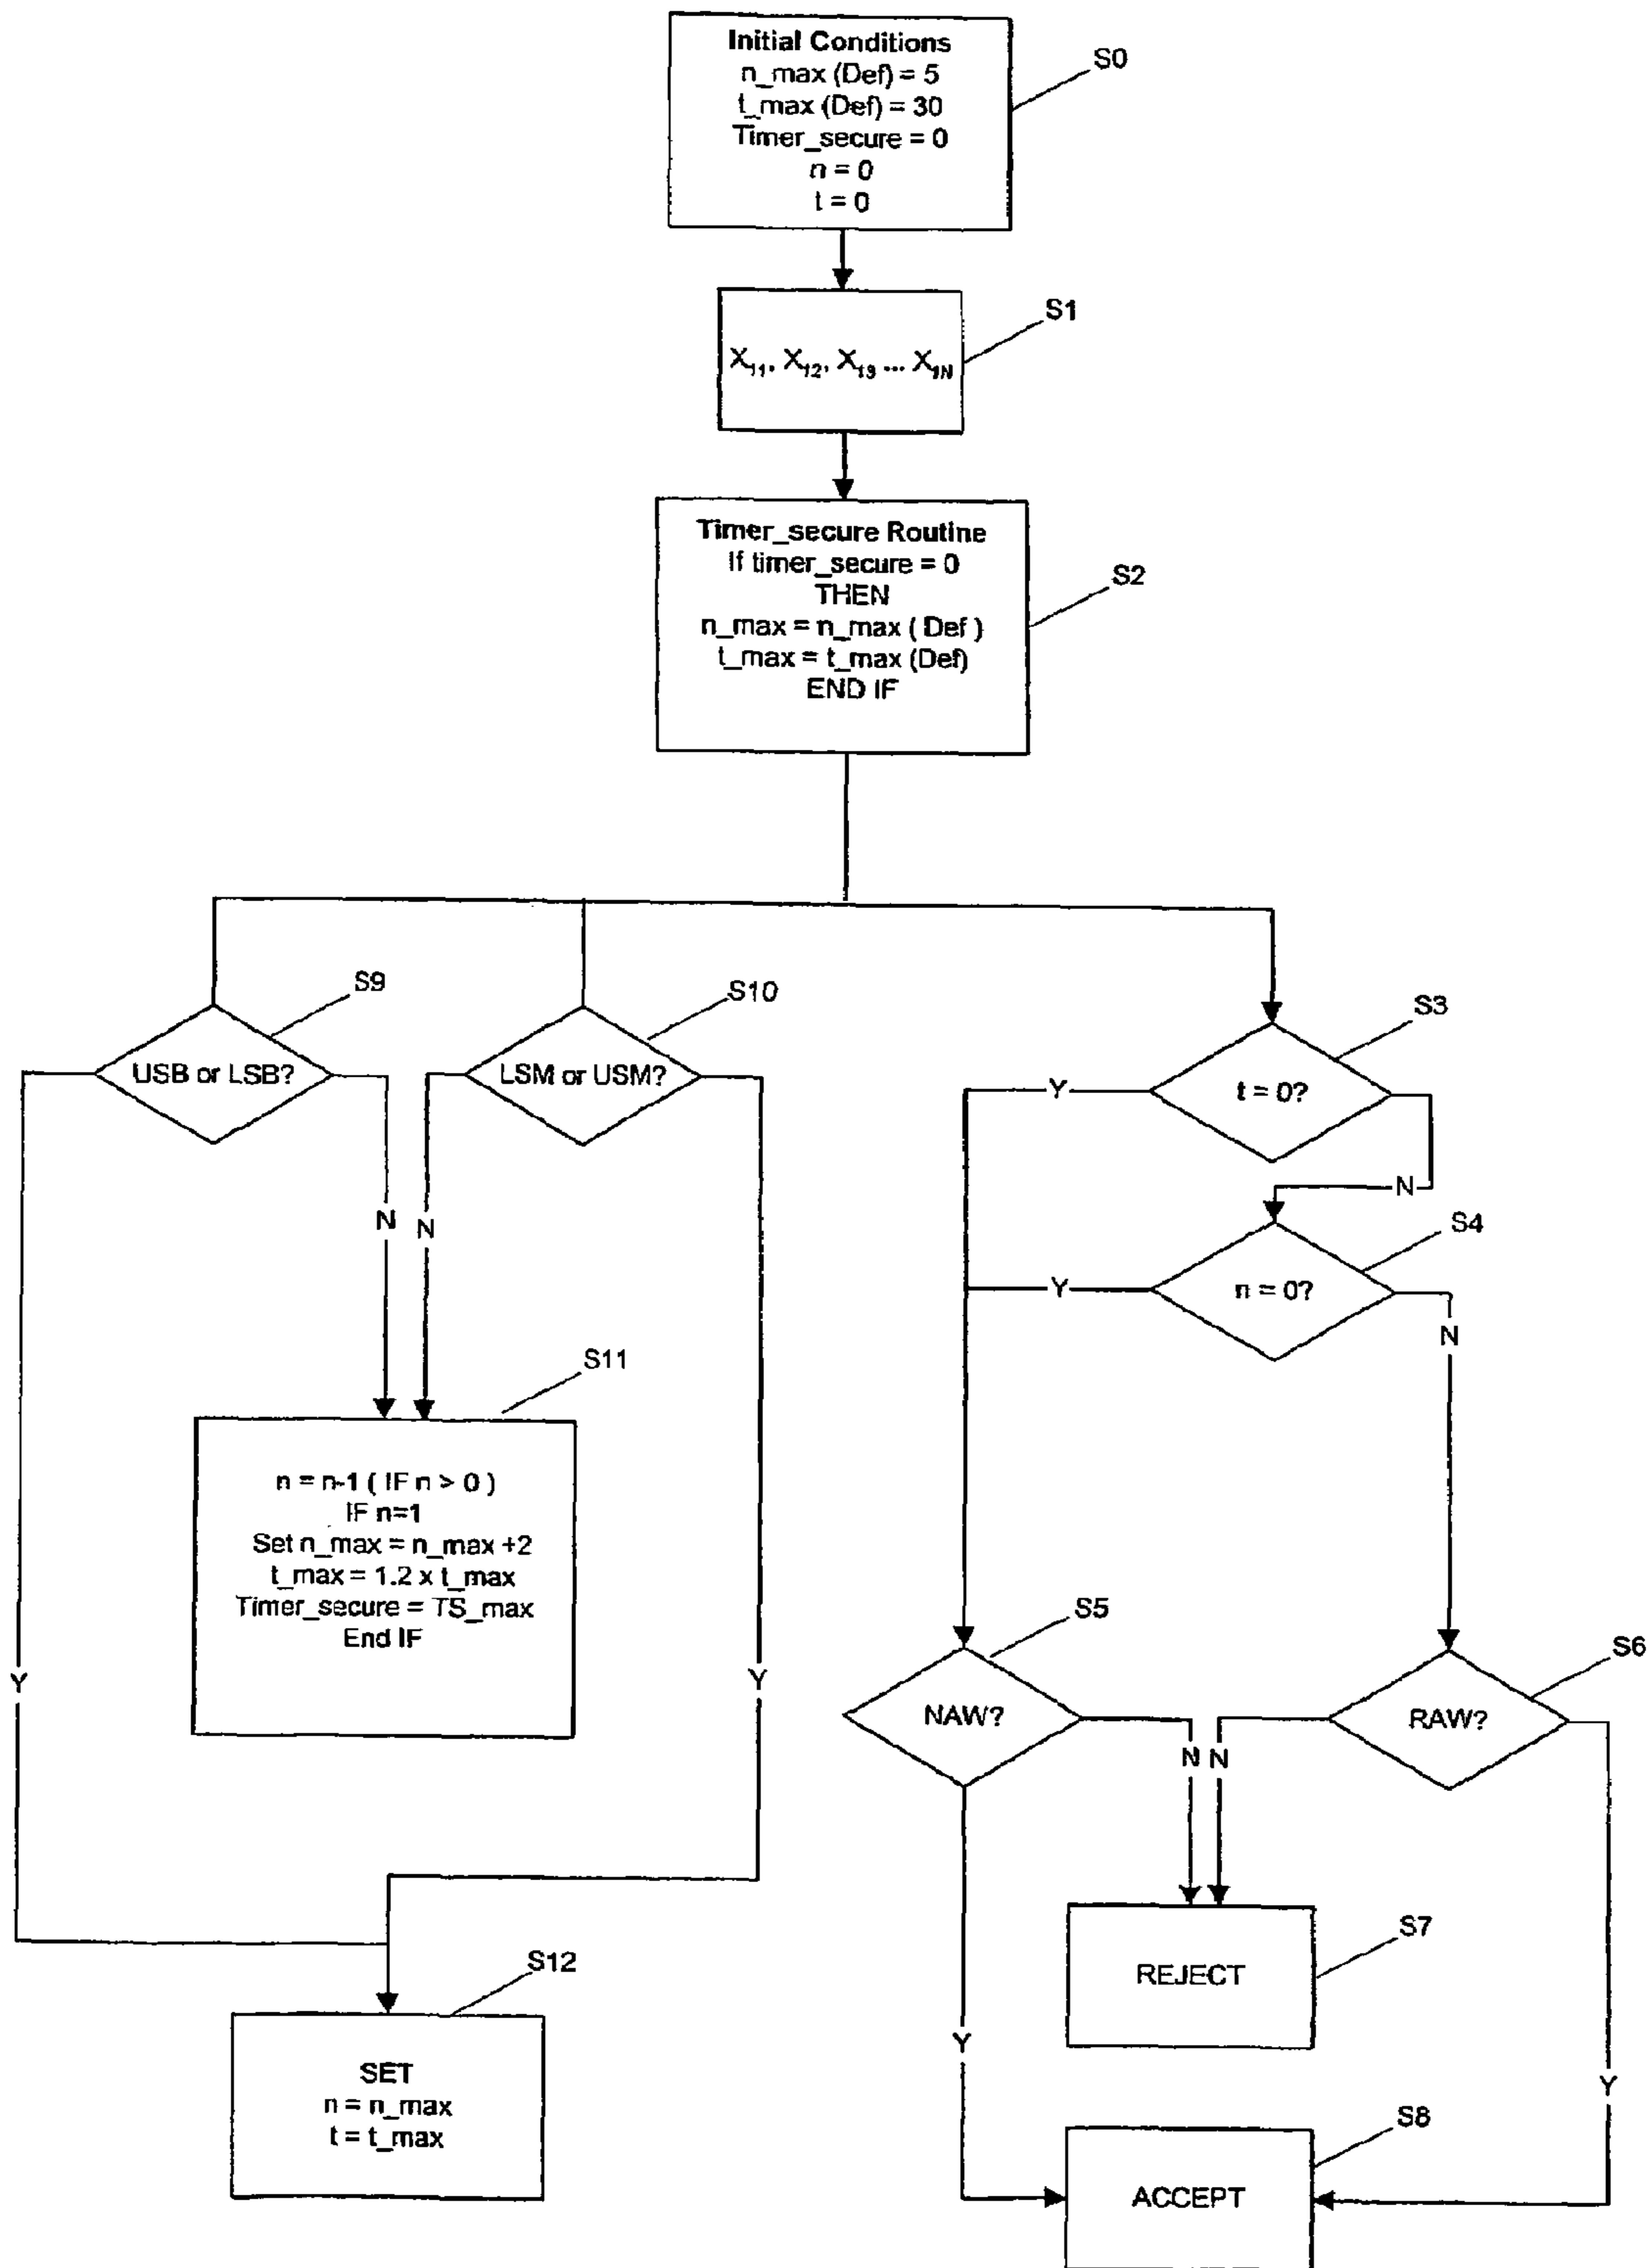 Initial Conditions
n_max (Def) = 5
t_max (Def) = 30
Timer_secure = 0
n = 0
t = 0
S0
S1
X11, X12, X13 ... X1N
Timer_secure Routine
If timer_secure = 0
THEN
n_max = n_max ( Def )
t_max = t_max (Def)
END IF
S2
S9
USB or LSB?
S10
LSM or USM?
S3
t = 0?
Y
N
S4
n = 0?
Y
N
N
N
S11
n = n-1 ( IF n > 0 )
IF n=1
Set n_max = n_max +2
t_max = 1.2 x t_max
Timer_secure = TS_max
End IF
Y
Y
S5
NAW?
S6
RAW?
N
N
S7
REJECT
Y
Y
S12
SET
n = n_max
t = t_max
S8
ACCEPT